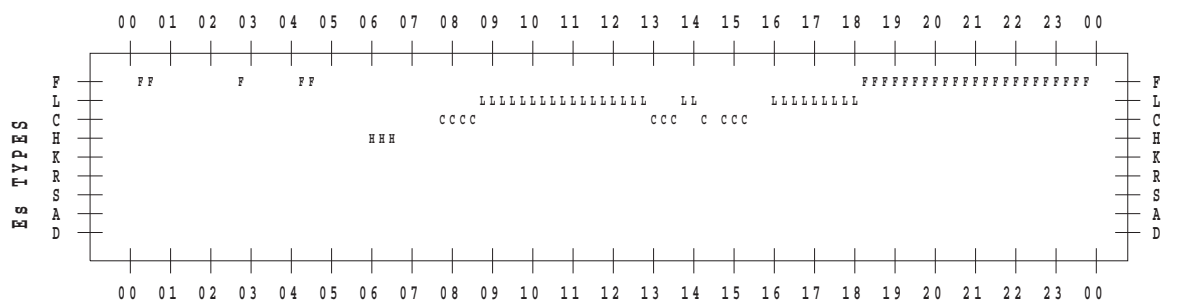 00 01 02 03 04 05 06 07 08 09 10 11 12 13 14 15 16 17 18 19 20 21 22 23 00
Es TYPES
F FF F FF FFFFFFFFFFFFFFFFFFFFFFF F
L LLLLLLLLLLLLLLLLL LL LLLLLLLLL L
C CCCC CCC C CCC C
H HHH H
K K
R R
S S
A A
D D
00 01 02 03 04 05 06 07 08 09 10 11 12 13 14 15 16 17 18 19 20 21 22 23 00